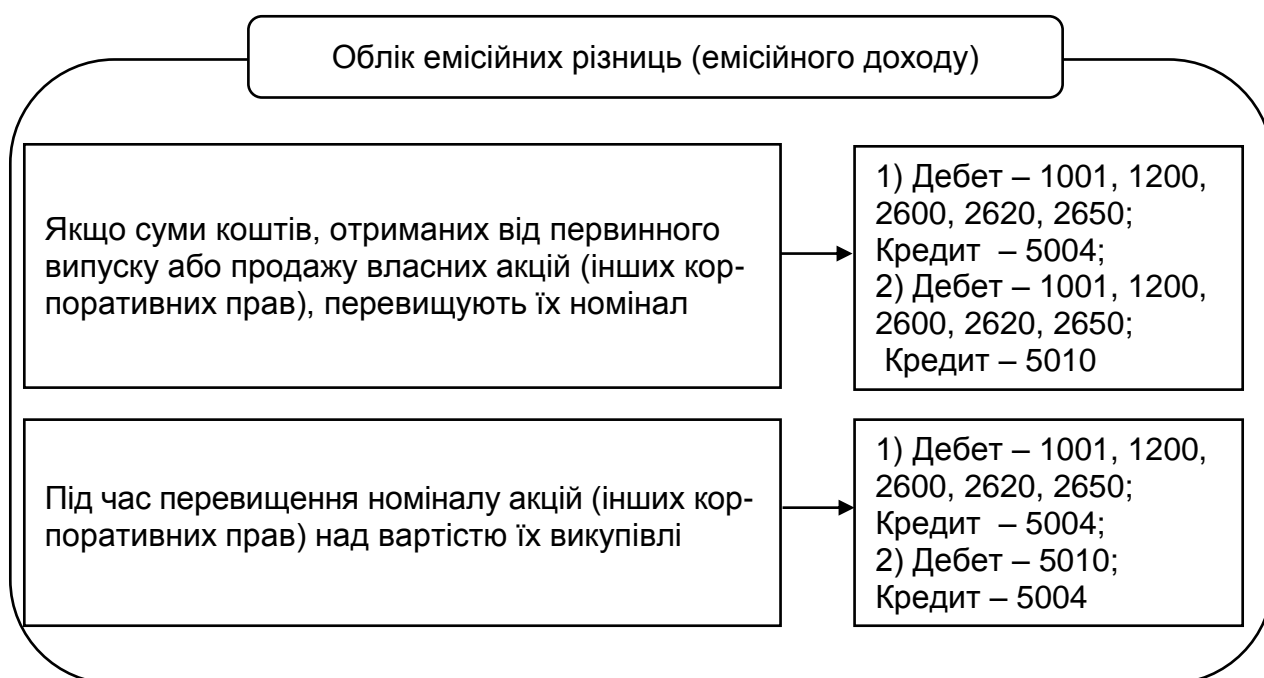 Облік емісійних різниць (емісійного доходу)
Якщо суми коштів, отриманих від первинного
випуску або продажу власних акцій (інших кор-
поративних прав), перевищують їх номінал
1) Дебет – 1001, 1200,
2600, 2620, 2650;
Кредит – 5004;
2) Дебет – 1001, 1200,
2600, 2620, 2650;
Кредит – 5010
Під час перевищення номіналу акцій (інших кор-
поративних прав) над вартістю їх викупівлі
1) Дебет – 1001, 1200,
2600, 2620, 2650;
Кредит – 5004;
2) Дебет – 5010;
Кредит – 5004